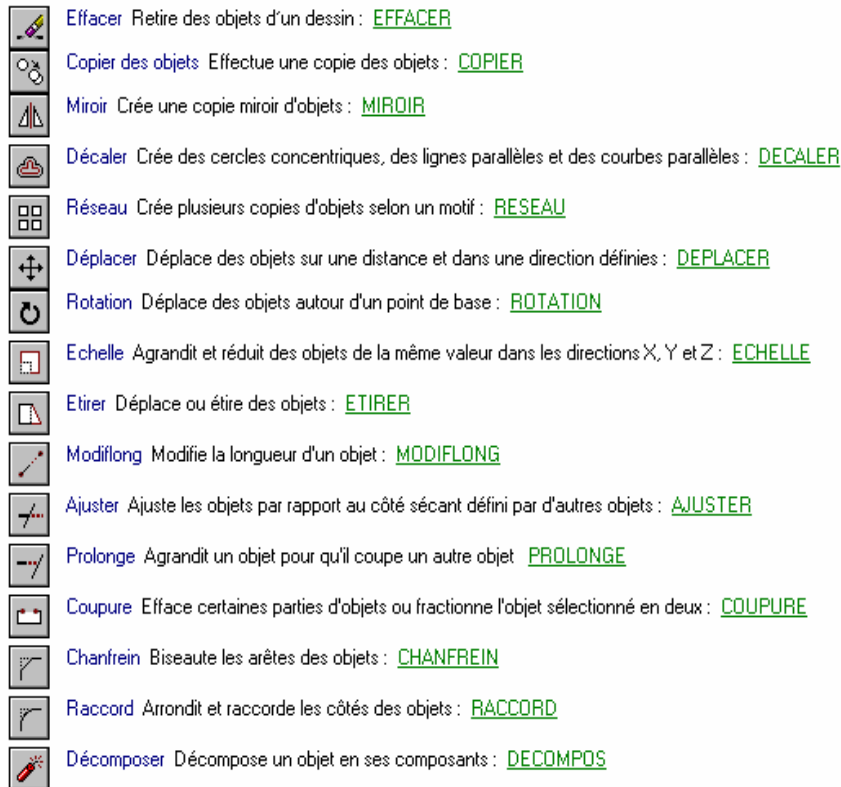 Effacer Retire des objets d'un dessin : EFFACER
Copier des objets Effectue une copie des objets : COPIER
Miroir Crée une copie miroir d'objets : MIROIR
Décaler Crée des cercles concentriques, des lignes parallèles et des courbes parallèles : DECALER
Réseau Crée plusieurs copies d'objets selon un motif : RESEAU
Déplacer Déplace des objets sur une distance et dans une direction définies : DEPLACER
Rotation Déplace des objets autour d'un point de base : ROTATION
Echelle Agrandit et réduit des objets de la même valeur dans les directions X, Y et Z : ECHELLE
Etirer Déplace ou étire des objets : ETIRER
Modiflong Modifie la longueur d'un objet : MODIFLONG
Ajuster Ajuste les objets par rapport au côté sécant défini par d'autres objets : AJUSTER
Prolonge Agrandit un objet pour qu'il coupe un autre objet PROLONGE
Coupure Efface certaines parties d'objets ou fractionne l'objet sélectionné en deux : COUPURE
Chanfrein Biseaute les arêtes des objets : CHANFREIN
Raccord Arrondit et raccorde les côtés des objets : RACCORD
Décomposer Décompose un objet en ses composants : DECOMPOS